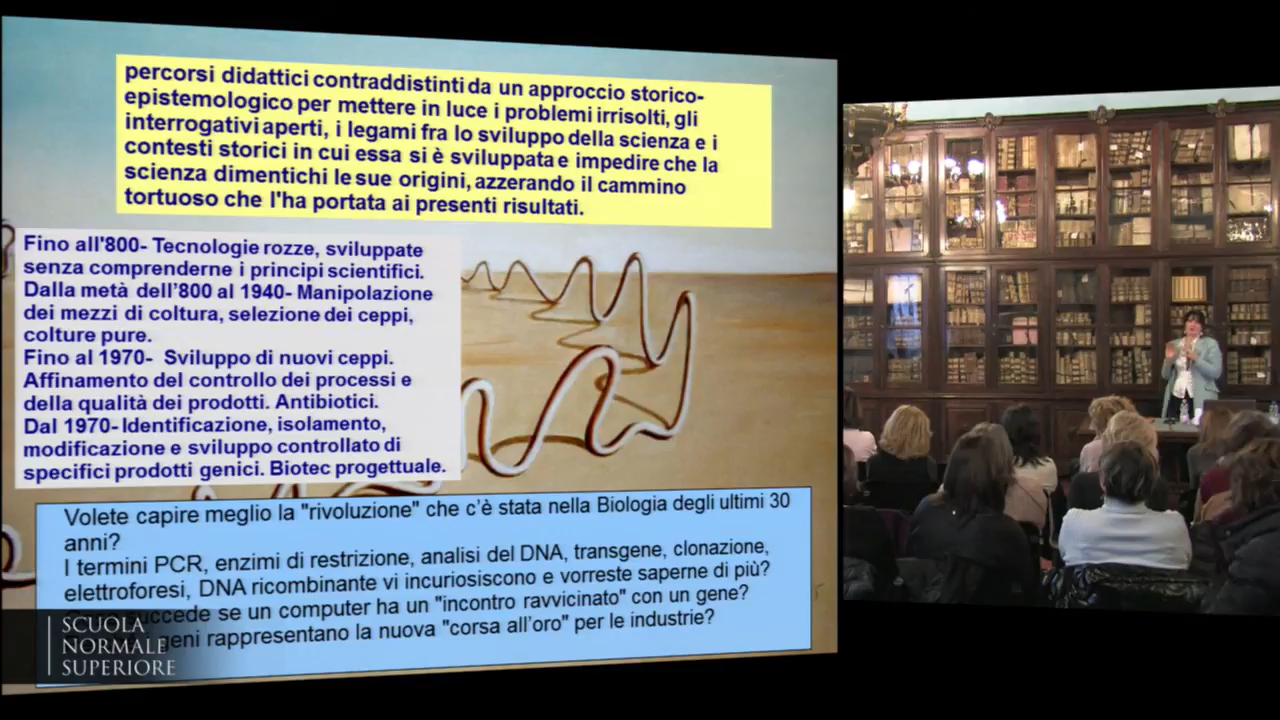 percorsi didattici contraddistinti da un approccio storico-
epistemologico per mettere in luce i problemi irrisolti, gli
interrogativi aperti, i legami fra lo sviluppo della scienza e i
contesti storici in cui essa si è sviluppata e impedire che la
scienza dimentichi le sue origini, azzerando il cammino
tortuoso che l'ha portata ai presenti risultati.
Fino all'800- Tecnologie rozze, sviluppate
senza comprenderne i principi scientifici.
Dalla metà dell'800 al 1940- Manipolazione
dei mezzi di coltura, selezione dei ceppi,
colture pure.
Fino al 1970- Sviluppo di nuovi ceppi.
Affinamento del controllo dei processi e
della qualità dei prodotti. Antibiotici.
Dal 1970- Identificazione, isolamento,
modificazione e sviluppo controllato di
specifici prodotti genici. Biotec progettuale.
Volete capire meglio la "rivoluzione" che c'è stata nella Biologia degli ultimi 30
anni?
I termini PCR, enzimi di restrizione, analisi del DNA, transgene, clonazione,
elettroforesi, DNA ricombinante vi incuriosiscono e vorreste saperne di più?
succede se un computer ha un "incontro ravvicinato" con un gene?
geni rappresentano la nuova "corsa all'oro" per le industrie?
SCUOLA
NORMALE
SUPERIORE